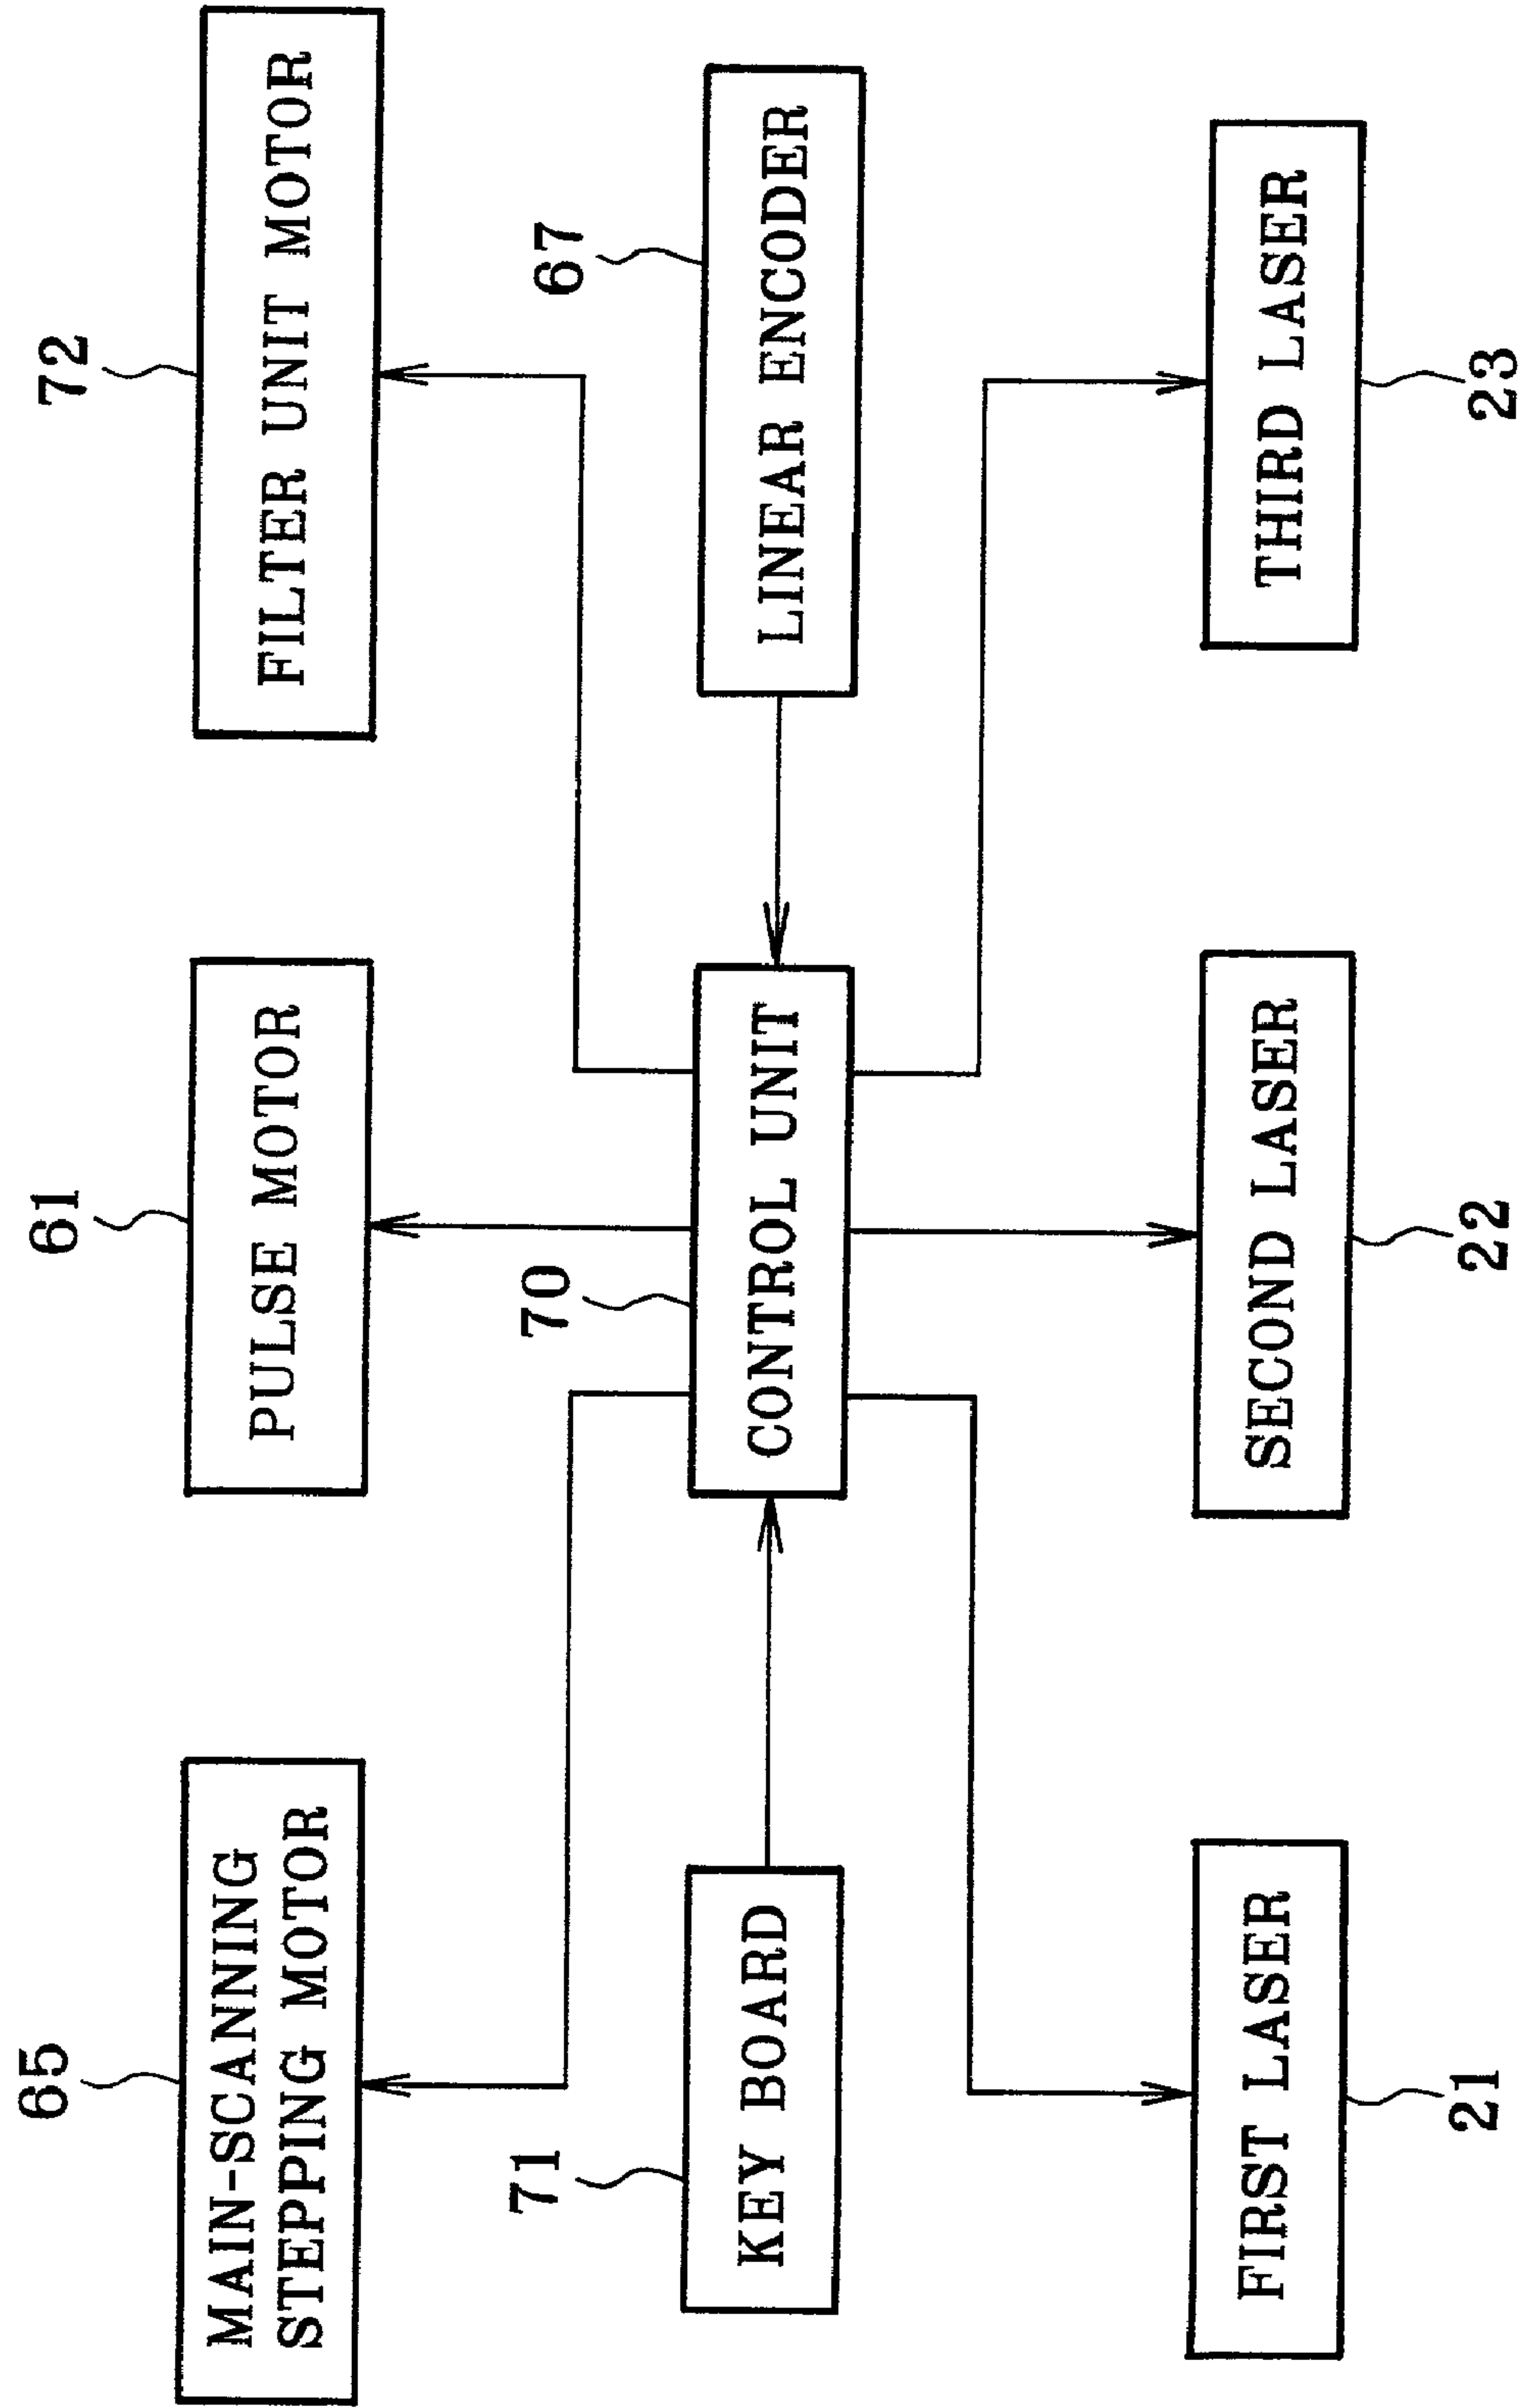 65
MAIN-SCANNING
STEPPING MOTOR
61
PULSE MOTOR
72
FILTER UNIT MOTOR
71
KEY BOARD
70
CONTROL UNIT
67
LINEAR ENCODER
FIRST LASER
21
SECOND LASER
22
THIRD LASER
23